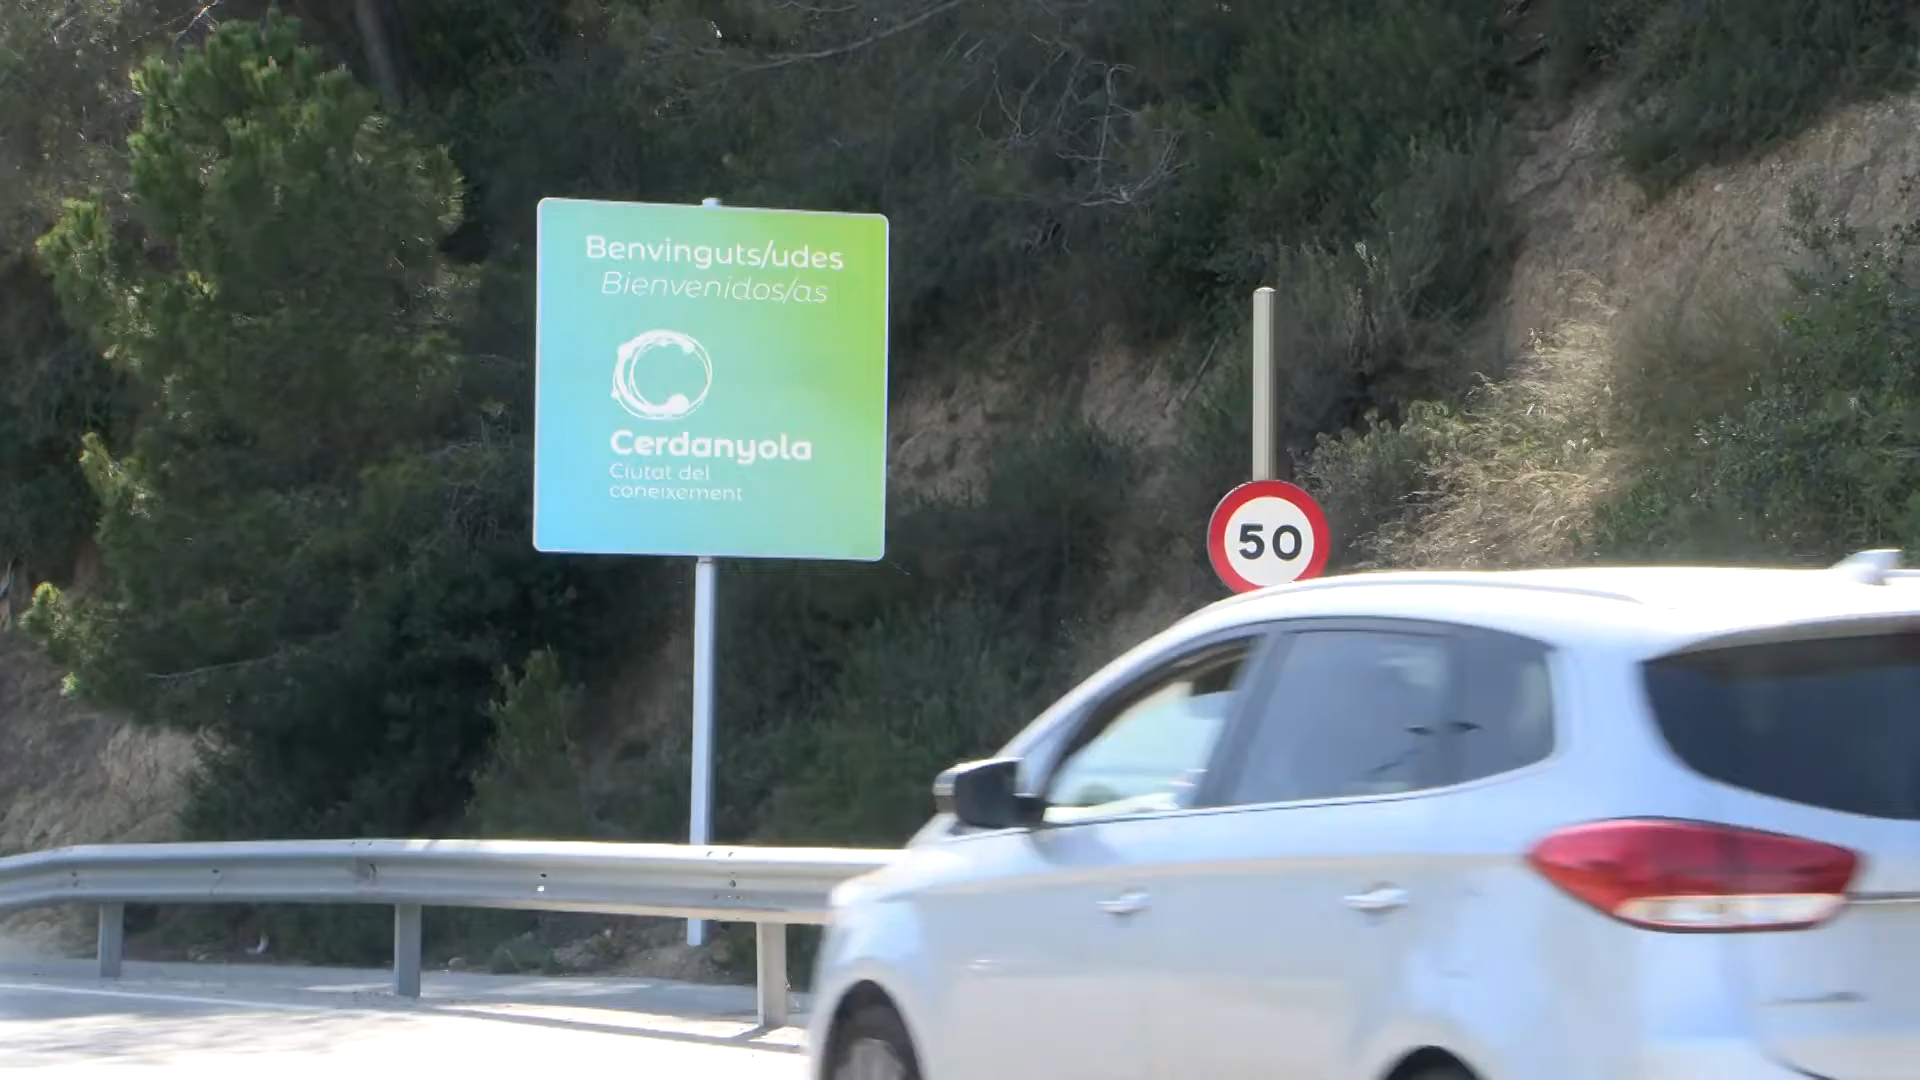 Benvinguts/udes
Bienvenidos/as
Cerdanyola
Ciutat del
coneixement
50